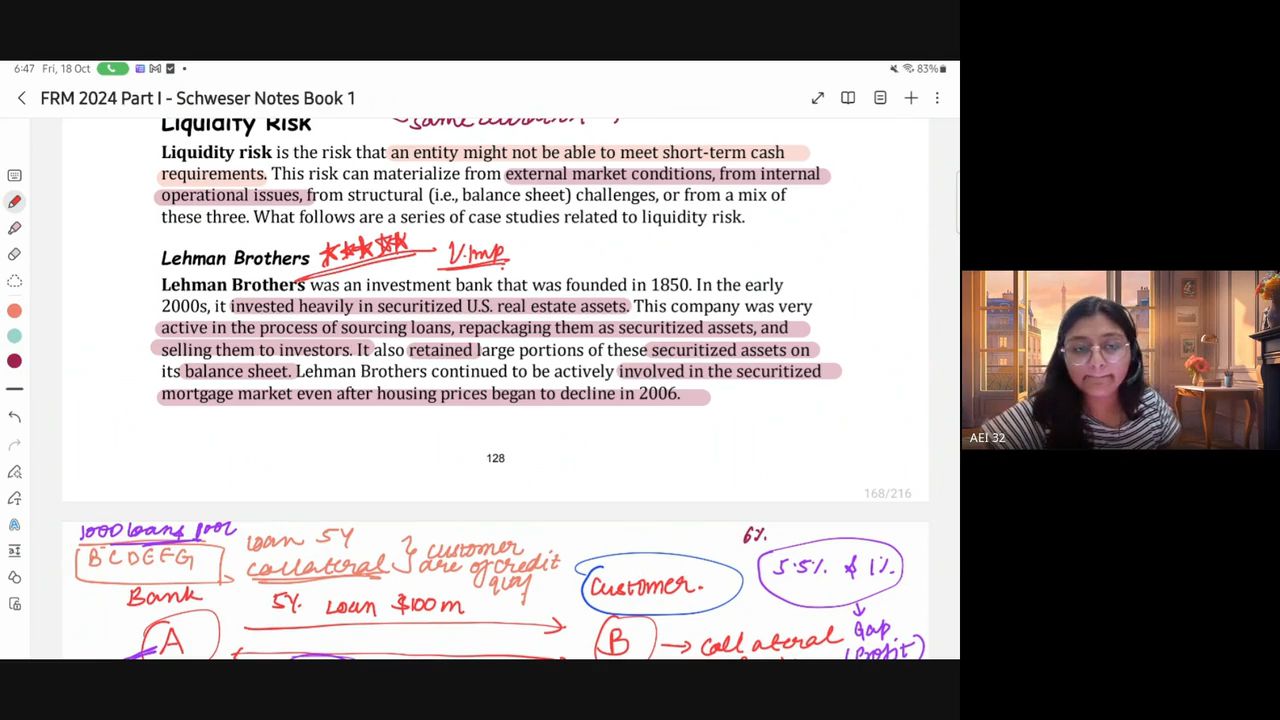 6:47 Fri, 18 Oct
83%
FRM 2024 Part I - Schweser Notes Book 1
Liquidity Risk
Liquidity risk is the risk that an entity might not be able to meet short-term cash
requirements. This risk can materialize from external market conditions, from internal
operational issues, from structural (i.e., balance sheet) challenges, or from a mix of
these three. What follows are a series of case studies related to liquidity risk.
Lehman Brothers V.Imp
Lehman Brothers was an investment bank that was founded in 1850. In the early
2000s, it invested heavily in securitized U.S. real estate assets. This company was very
active in the process of sourcing loans, repackaging them as securitized assets, and
selling them to investors. It also retained large portions of these securitized assets on
its balance sheet. Lehman Brothers continued to be actively involved in the securitized
mortgage market even after housing prices began to decline in 2006.
128
168/216
1000 loans pool
B C D E F G
Bank
A
loan 5Y
collateral
customer
are of credit
5% Loan $100m
Customer.
B → collateral
6%
5.5% & 1%
Gap
(Profit)
AEI 32